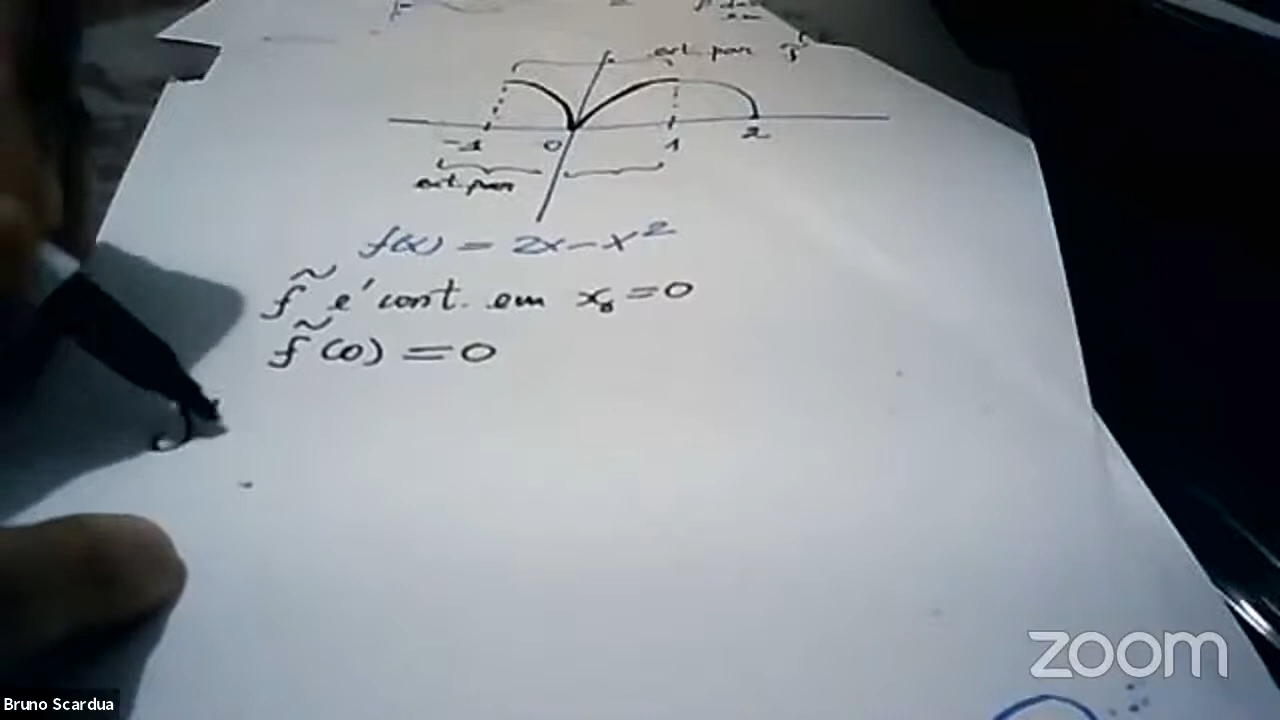 ext. par f̃
-1 0 1 2
ext. par
f(x) = 2x - x²
f̃ é cont. em x₀ = 0
f̃(0) = 0
zoom
Bruno Scardua